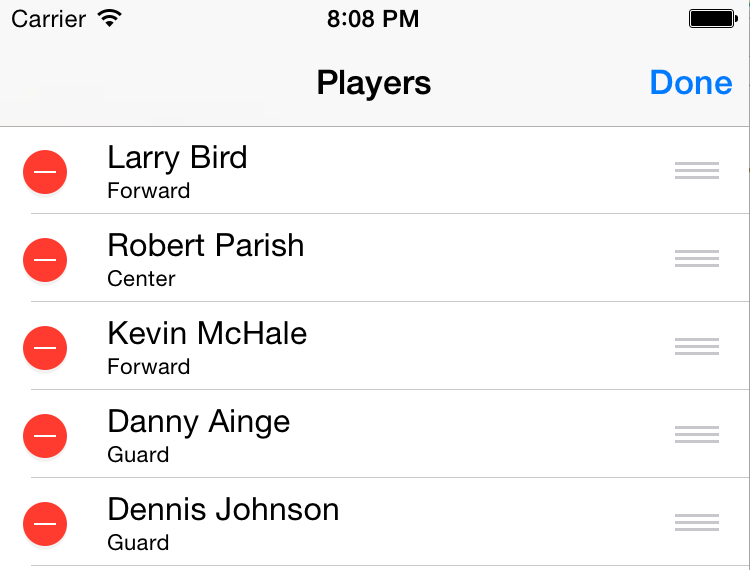 Carrier 8:08 PM
Players Done
Larry Bird
Forward
Robert Parish
Center
Kevin McHale
Forward
Danny Ainge
Guard
Dennis Johnson
Guard